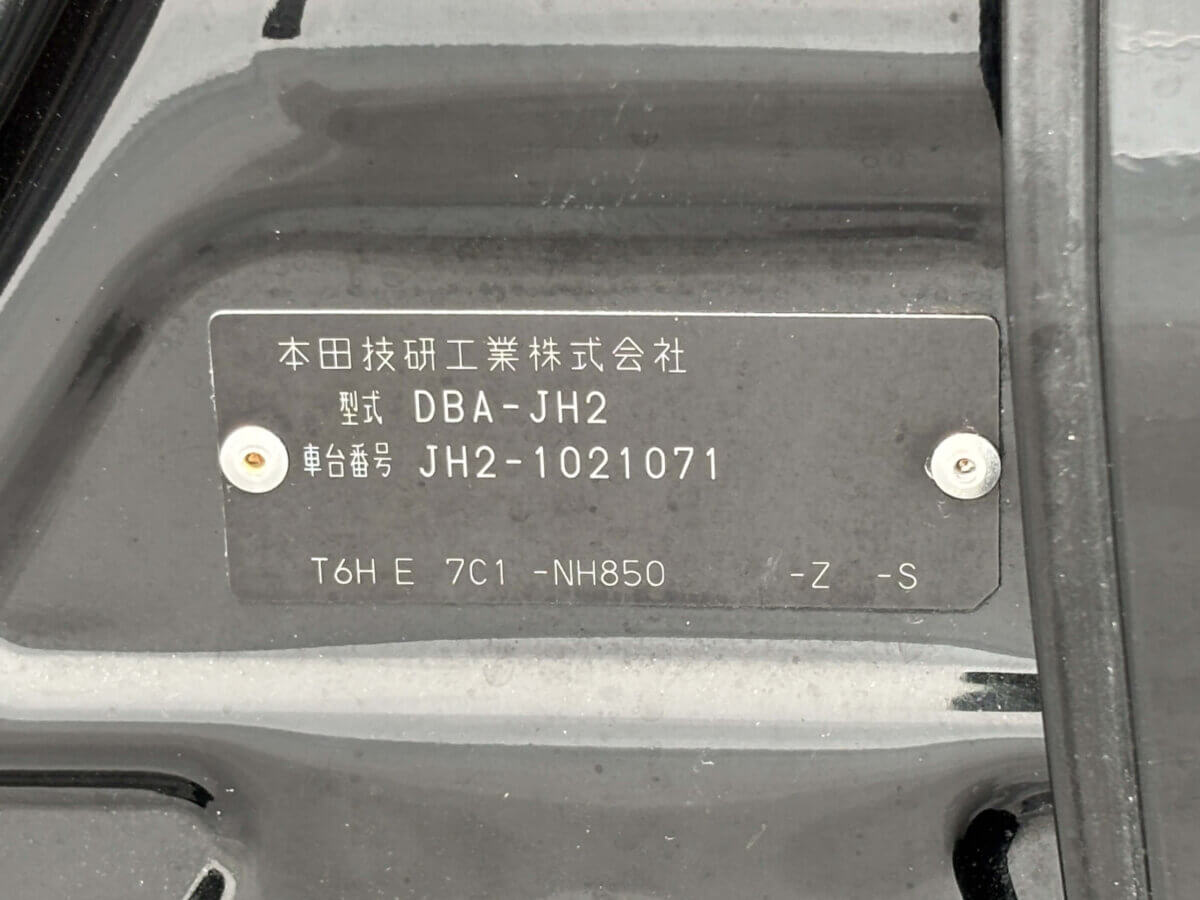 本田技研工業株式会社
型式 DBA-JH2
車台番号 JH2-1021071
T6H E 7C1 -NH850 -Z -S